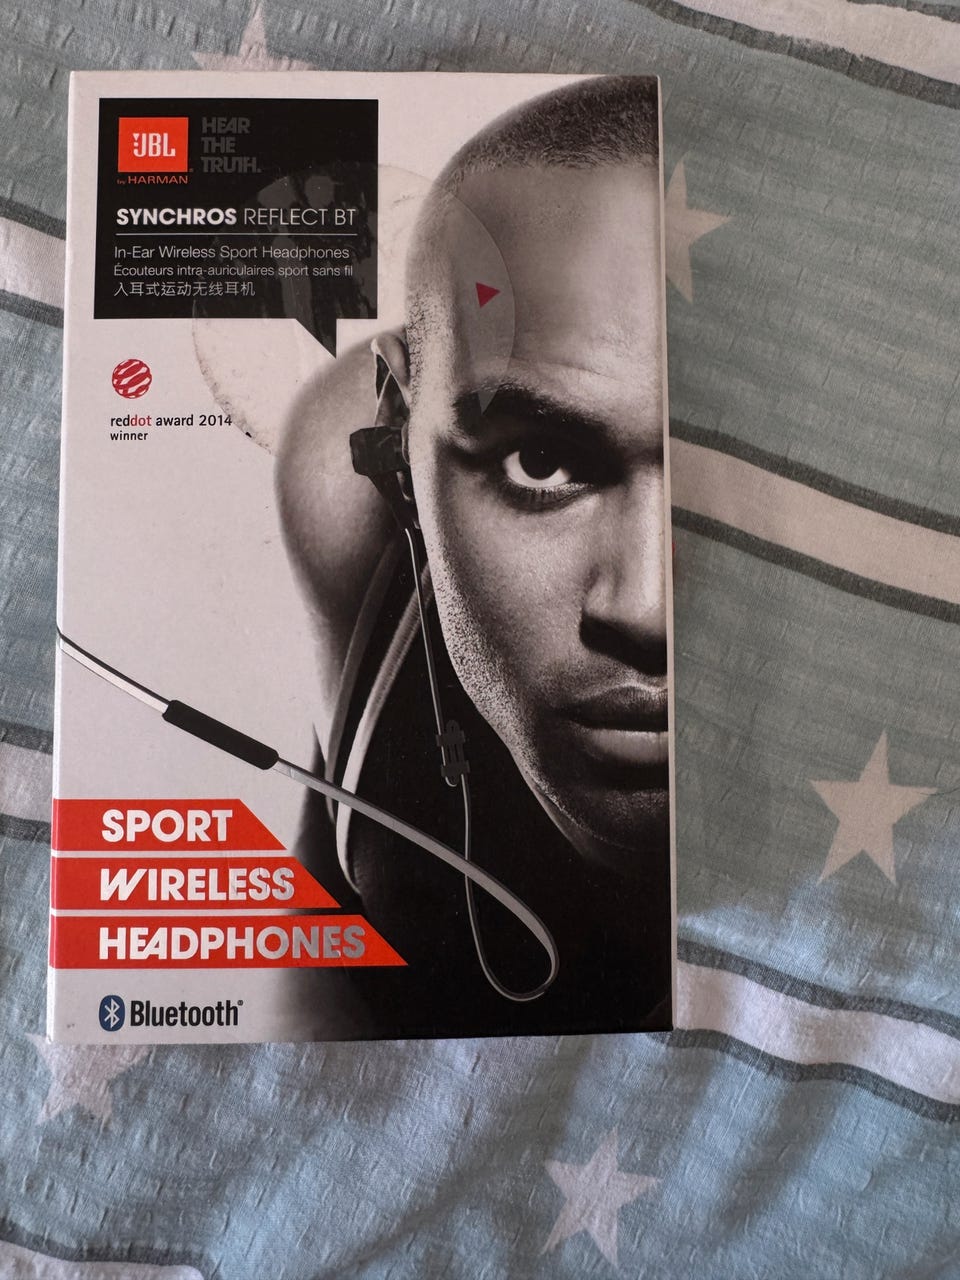 JBL
by HARMAN
HEAR
THE
TRUTH.
SYNCHROS REFLECT BT
In-Ear Wireless Sport Headphones
Écouteurs intra-auriculaires sport sans fil
入耳式运动无线耳机
reddot award 2014
winner
SPORT
WIRELESS
HEADPHONES
Bluetooth®